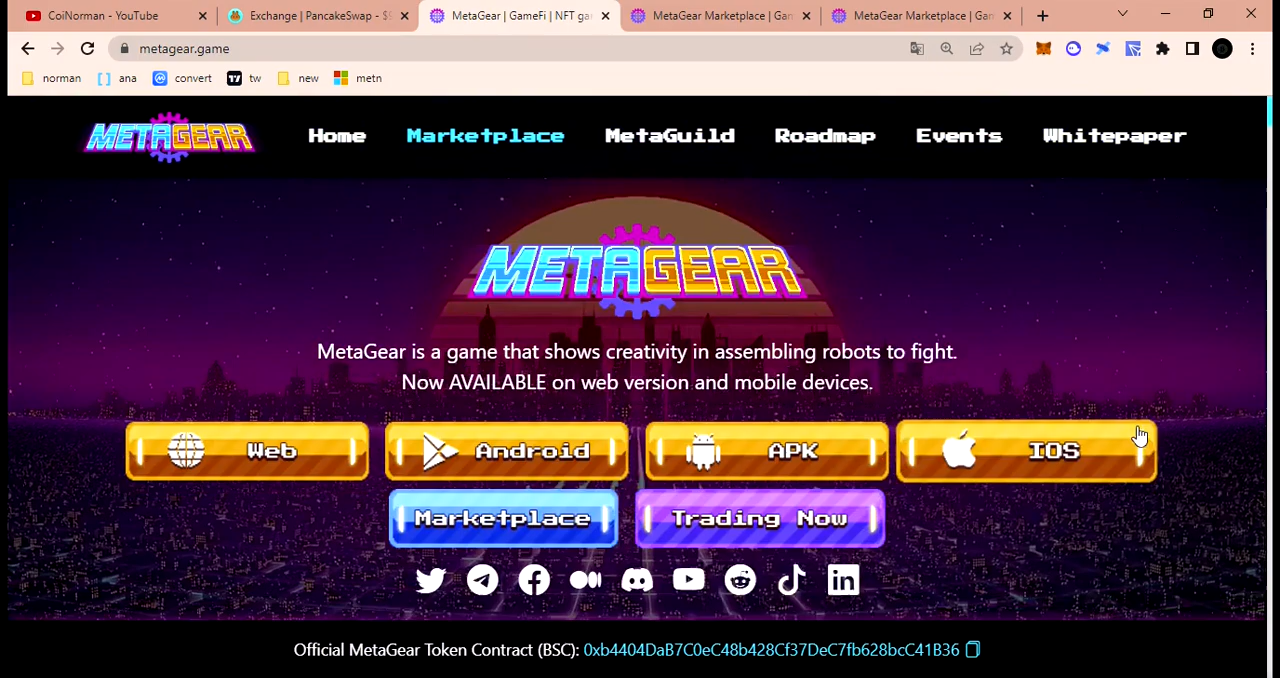 CoiNorman - YouTube
Exchange | PancakeSwap - $9
MetaGear | GameFi | NFT gam
MetaGear Marketplace | Gam
MetaGear Marketplace | Gam
metagear.game
norman
ana
convert
tw
new
metn
METAGEAR
Home
Marketplace
MetaGuild
Roadmap
Events
Whitepaper
METAGEAR
MetaGear is a game that shows creativity in assembling robots to fight.
Now AVAILABLE on web version and mobile devices.
Web
Android
APK
IOS
Marketplace
Trading Now
Official MetaGear Token Contract (BSC): 0xb4404DaB7C0eC48b428Cf37DeC7fb628bcC41B36